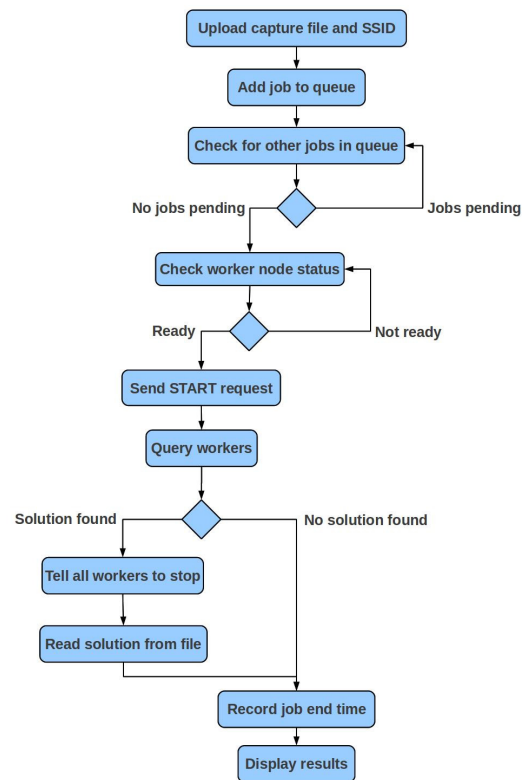 Upload capture file and SSID
Add job to queue
Check for other jobs in queue
No jobs pending
Jobs pending
Check worker node status
Ready
Not ready
Send START request
Query workers
Solution found
No solution found
Tell all workers to stop
Read solution from file
Record job end time
Display results